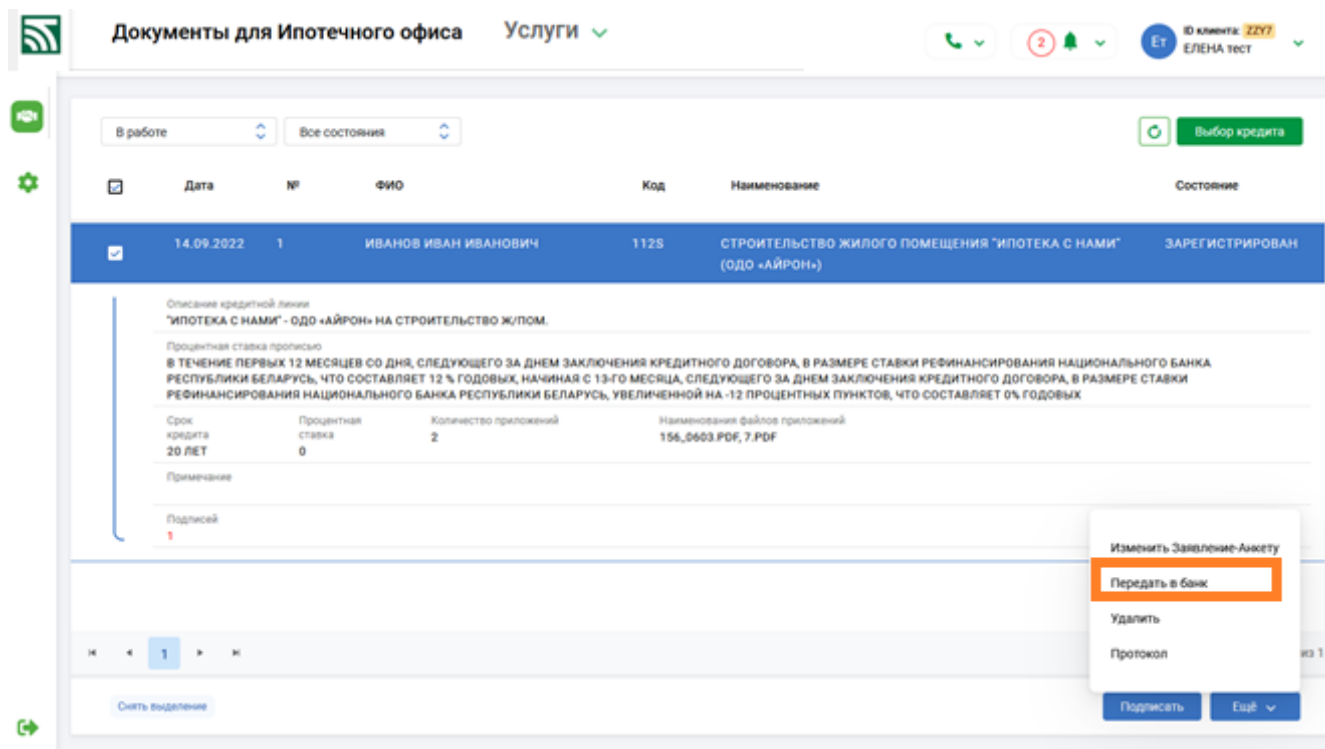 Документы для Ипотечного офиса
Услуги
2
Ет
ID клиента: ZZY7
ЕЛЕНА тест
В работе
Все состояния
Выбор кредита
Дата № ФИО Код Наименование Состояние
14.09.2022 1 ИВАНОВ ИВАН ИВАНОВИЧ 112S СТРОИТЕЛЬСТВО ЖИЛОГО ПОМЕЩЕНИЯ "ИПОТЕКА С НАМИ" ЗАРЕГИСТРИРОВАН
(ОДО «АЙРОН»)
Описание кредитной линии
"ИПОТЕКА С НАМИ" - ОДО «АЙРОН» НА СТРОИТЕЛЬСТВО Ж/ПОМ.
Процентная ставка прописью
В ТЕЧЕНИЕ ПЕРВЫХ 12 МЕСЯЦЕВ СО ДНЯ, СЛЕДУЮЩЕГО ЗА ДНЕМ ЗАКЛЮЧЕНИЯ КРЕДИТНОГО ДОГОВОРА, В РАЗМЕРЕ СТАВКИ РЕФИНАНСИРОВАНИЯ НАЦИОНАЛЬНОГО БАНКА
РЕСПУБЛИКИ БЕЛАРУСЬ, ЧТО СОСТАВЛЯЕТ 12 % ГОДОВЫХ, НАЧИНАЯ С 13-ГО МЕСЯЦА, СЛЕДУЮЩЕГО ЗА ДНЕМ ЗАКЛЮЧЕНИЯ КРЕДИТНОГО ДОГОВОРА, В РАЗМЕРЕ СТАВКИ
РЕФИНАНСИРОВАНИЯ НАЦИОНАЛЬНОГО БАНКА РЕСПУБЛИКИ БЕЛАРУСЬ, УВЕЛИЧЕННОЙ НА -12 ПРОЦЕНТНЫХ ПУНКТОВ, ЧТО СОСТАВЛЯЕТ 0% ГОДОВЫХ
Срок Процентная Количество приложений Наименования файлов приложений
кредита ставка 2 156_0603.PDF, 7.PDF
20 ЛЕТ 0
Примечание
Подписей
1
Изменить Заявление-Анкету
Передать в банк
Удалить
Протокол
1
из 1
Снять выделение
Подписать
Ещё